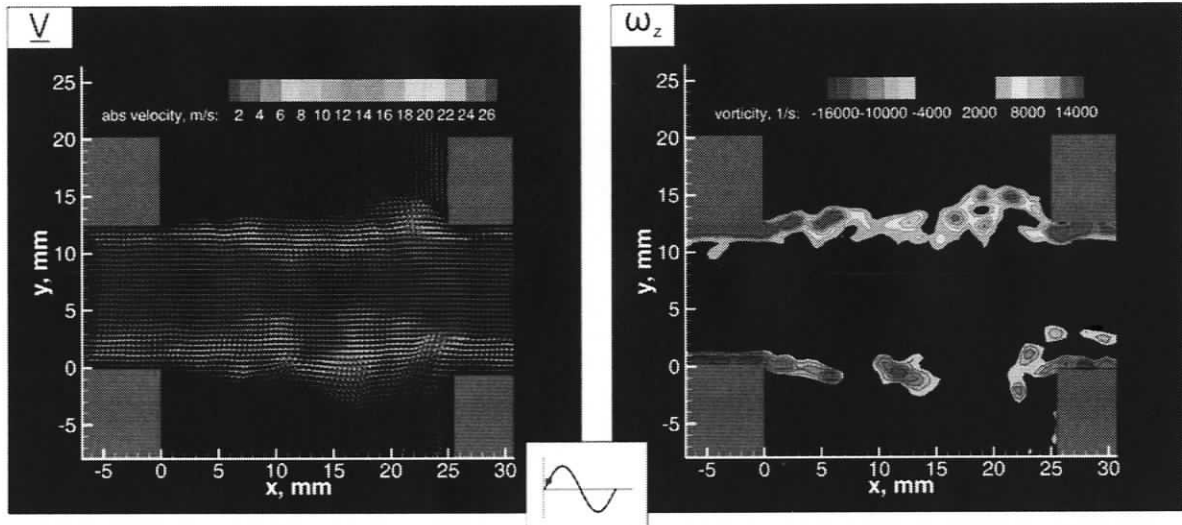 V
25
20
15
10
5
0
-5
y, mm
abs velocity, m/s: 2 4 6 8 10 12 14 16 18 20 22 24 26
-5 0 5 10 15 20 25 30
x, mm
ω z
25
20
15
10
5
0
-5
y, mm
vorticity, 1/s: -16000 -10000 -4000 2000 8000 14000
-5 0 5 10 15 20 25 30
x, mm